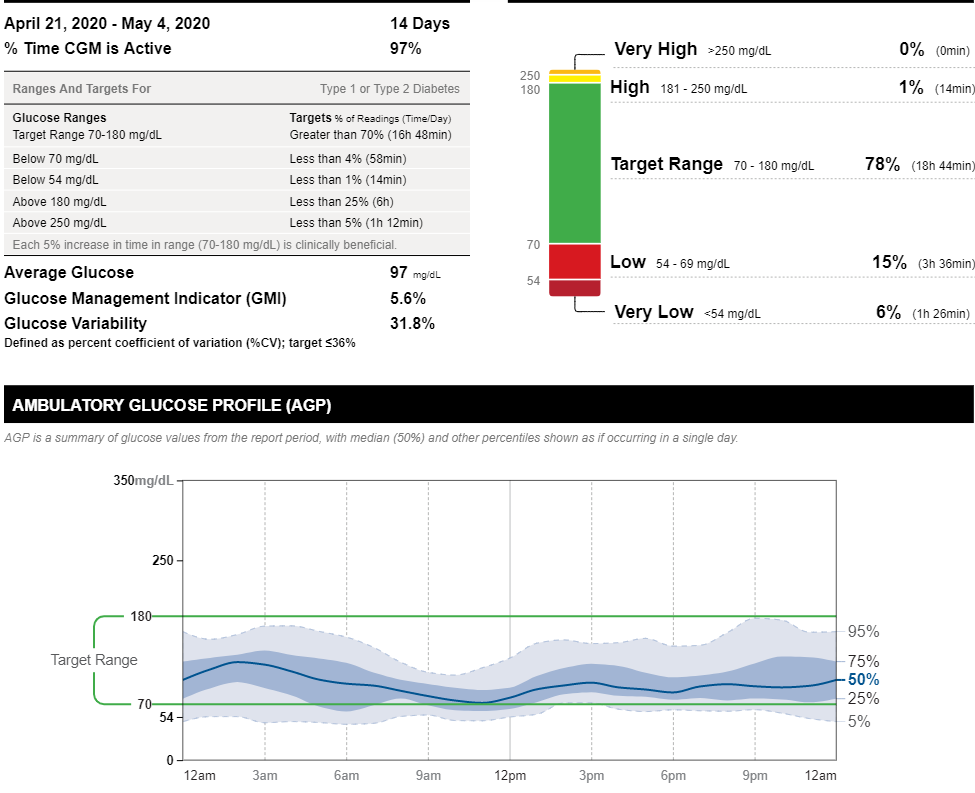 April 21, 2020 - May 4, 2020 14 Days
% Time CGM is Active 97%
Ranges And Targets For Type 1 or Type 2 Diabetes
Glucose Ranges Targets % of Readings (Time/Day)
Target Range 70-180 mg/dL Greater than 70% (16h 48min)
Below 70 mg/dL Less than 4% (58min)
Below 54 mg/dL Less than 1% (14min)
Above 180 mg/dL Less than 25% (6h)
Above 250 mg/dL Less than 5% (1h 12min)
Each 5% increase in time in range (70-180 mg/dL) is clinically beneficial.
Average Glucose 97 mg/dL
Glucose Management Indicator (GMI) 5.6%
Glucose Variability 31.8%
Defined as percent coefficient of variation (%CV); target ≤36%
Very High >250 mg/dL 0% (0min)
250
180
High 181 - 250 mg/dL 1% (14min)
Target Range 70 - 180 mg/dL 78% (18h 44min)
70
Low 54 - 69 mg/dL 15% (3h 36min)
54
Very Low <54 mg/dL 6% (1h 26min)
AMBULATORY GLUCOSE PROFILE (AGP)
AGP is a summary of glucose values from the report period, with median (50%) and other percentiles shown as if occurring in a single day.
350mg/dL
250
180
95%
Target Range 75%
50%
70 25%
54 5%
0
12am 3am 6am 9am 12pm 3pm 6pm 9pm 12am